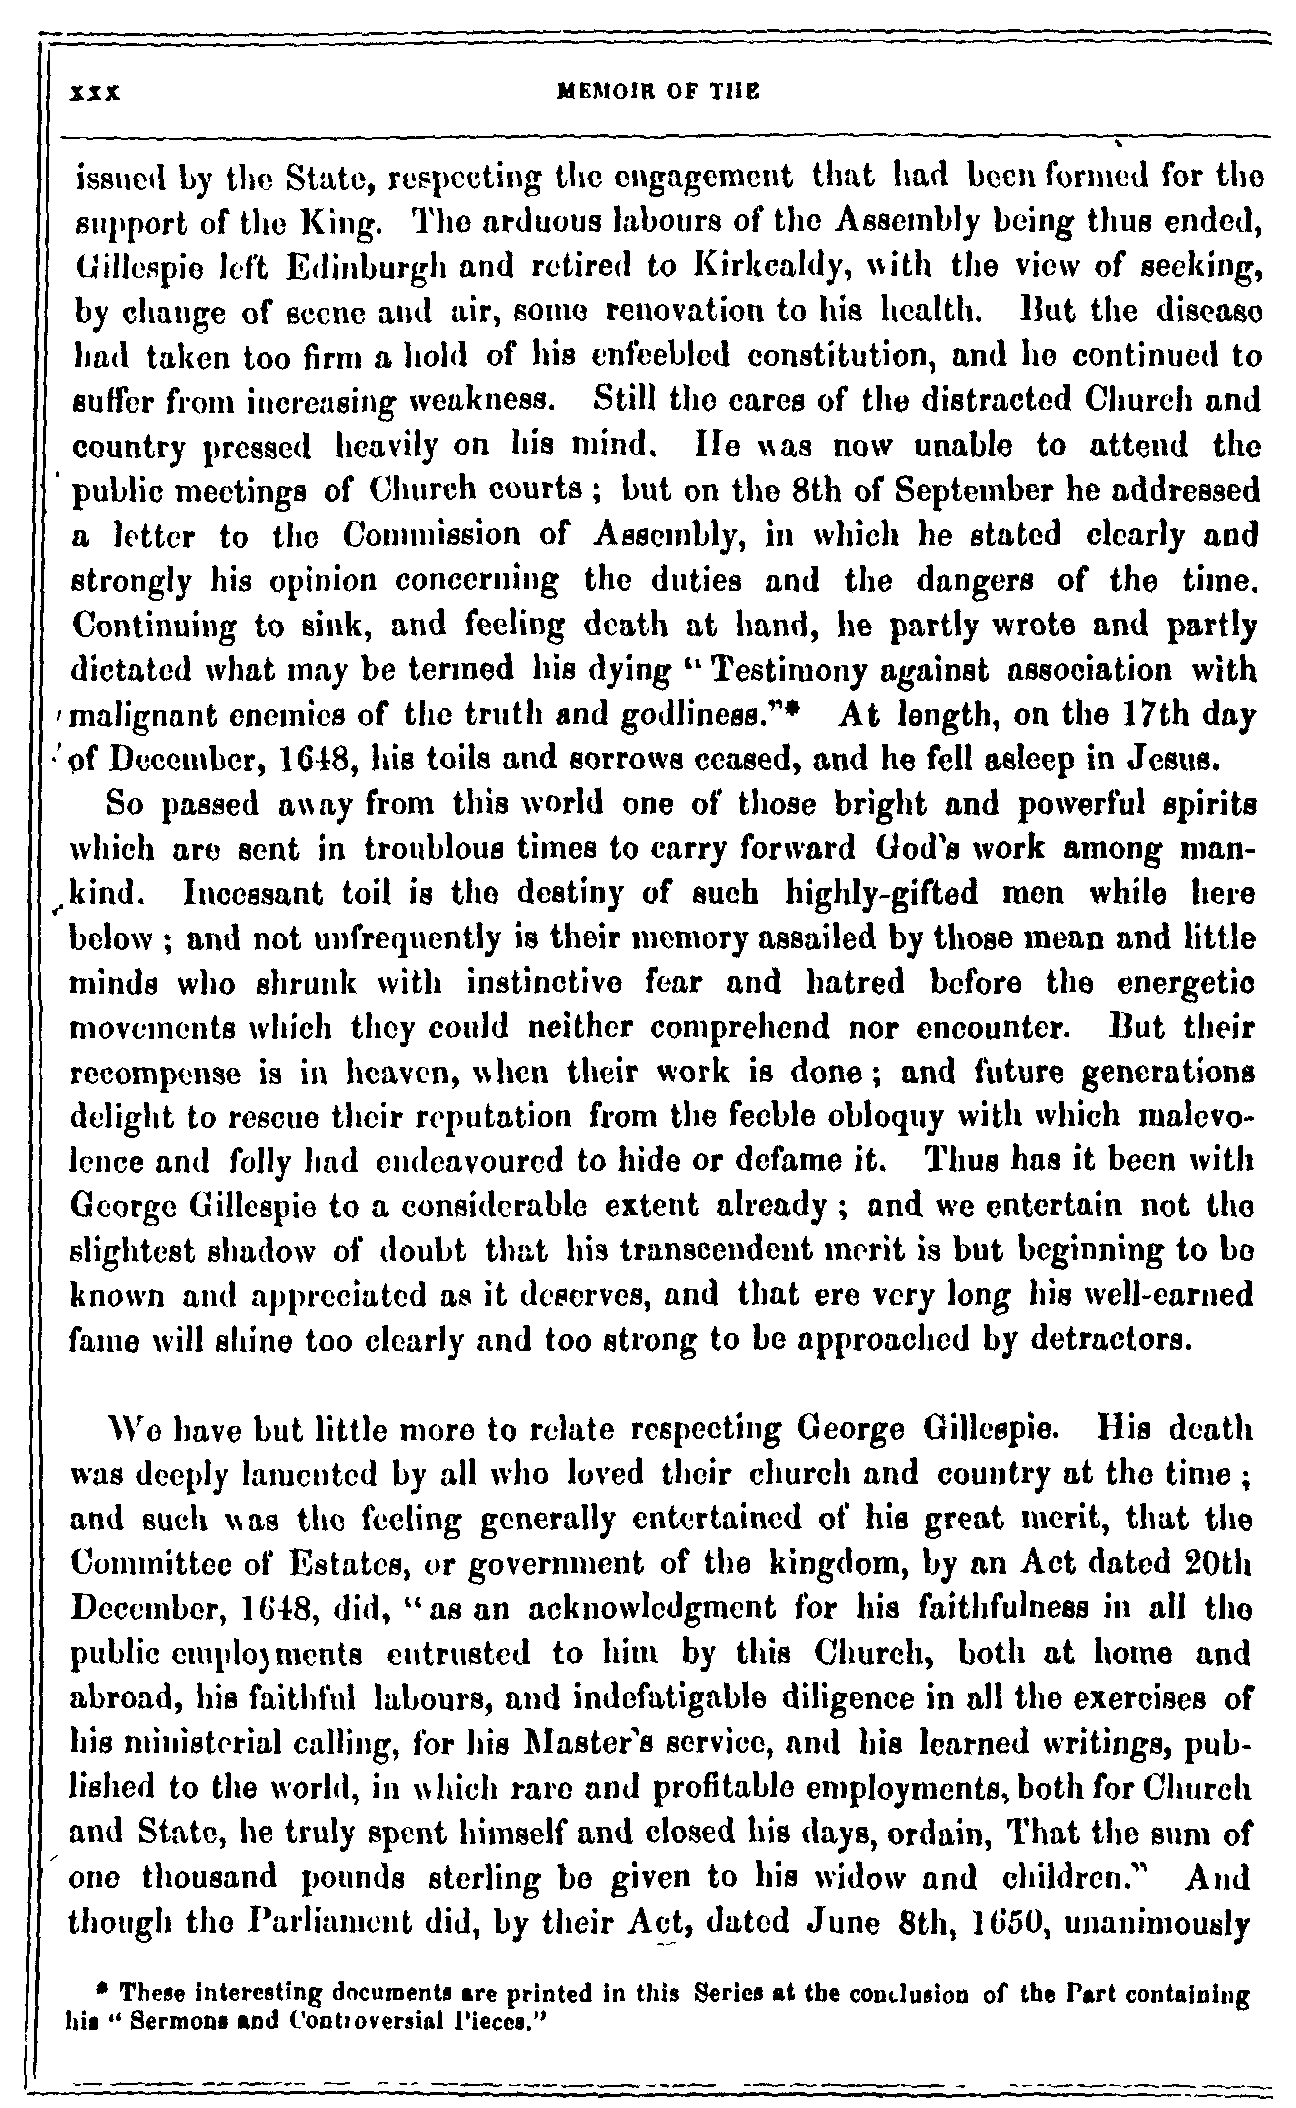 xxx MEMOIR OF THE
issued by the State, respecting the engagement that had been formed for the
support of the King. The arduous labours of the Assembly being thus ended,
Gillespie left Edinburgh and retired to Kirkcaldy, with the view of seeking,
by change of scene and air, some renovation to his health. But the disease
had taken too firm a hold of his enfeebled constitution, and he continued to
suffer from increasing weakness. Still the cares of the distracted Church and
country pressed heavily on his mind. He was now unable to attend the
public meetings of Church courts; but on the 8th of September he addressed
a letter to the Commission of Assembly, in which he stated clearly and
strongly his opinion concerning the duties and the dangers of the time.
Continuing to sink, and feeling death at hand, he partly wrote and partly
dictated what may be termed his dying "Testimony against association with
malignant enemies of the truth and godliness."* At length, on the 17th day
of December, 1648, his toils and sorrows ceased, and he fell asleep in Jesus.
So passed away from this world one of those bright and powerful spirits
which are sent in troublous times to carry forward God's work among man-
kind. Incessant toil is the destiny of such highly-gifted men while here
below; and not unfrequently is their memory assailed by those mean and little
minds who shrunk with instinctive fear and hatred before the energetic
movements which they could neither comprehend nor encounter. But their
recompense is in heaven, when their work is done; and future generations
delight to rescue their reputation from the feeble obloquy with which malevo-
lence and folly had endeavoured to hide or defame it. Thus has it been with
George Gillespie to a considerable extent already; and we entertain not the
slightest shadow of doubt that his transcendent merit is but beginning to be
known and appreciated as it deserves, and that ere very long his well-earned
fame will shine too clearly and too strong to be approached by detractors.
We have but little more to relate respecting George Gillespie. His death
was deeply lamented by all who loved their church and country at the time;
and such was the feeling generally entertained of his great merit, that the
Committee of Estates, or government of the kingdom, by an Act dated 20th
December, 1648, did, "as an acknowledgment for his faithfulness in all the
public employments entrusted to him by this Church, both at home and
abroad, his faithful labours, and indefatigable diligence in all the exercises of
his ministerial calling, for his Master's service, and his learned writings, pub-
lished to the world, in which rare and profitable employments, both for Church
and State, he truly spent himself and closed his days, ordain, That the sum of
one thousand pounds sterling be given to his widow and children." And
though the Parliament did, by their Act, dated June 8th, 1650, unanimously
* These interesting documents are printed in this Series at the conclusion of the Part containing
his "Sermons and Controversial Pieces."